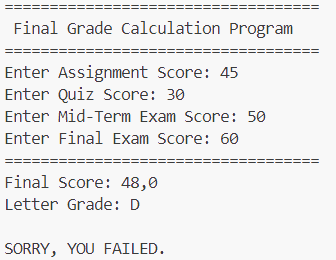 ===================================
Final Grade Calculation Program
===================================
Enter Assignment Score: 45
Enter Quiz Score: 30
Enter Mid-Term Exam Score: 50
Enter Final Exam Score: 60
===================================
Final Score: 48,0
Letter Grade: D
SORRY, YOU FAILED.